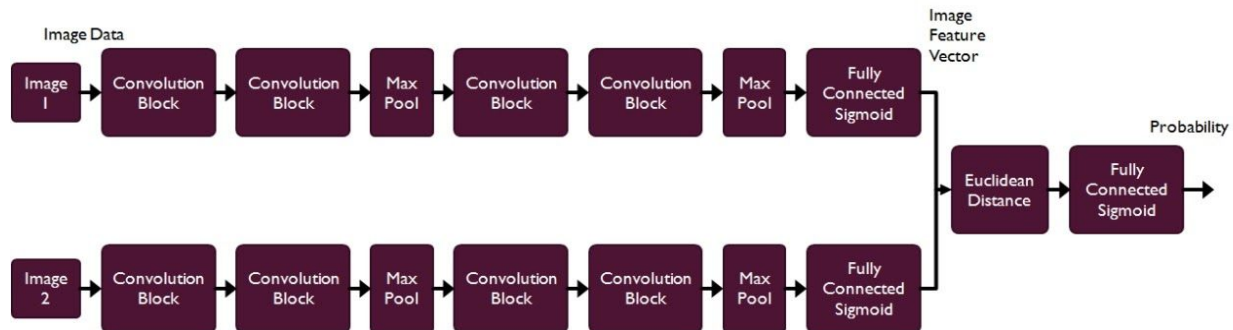 Image Data
Image
1
Convolution
Block
Convolution
Block
Max
Pool
Convolution
Block
Convolution
Block
Max
Pool
Fully
Connected
Sigmoid
Image
Feature
Vector
Euclidean
Distance
Fully
Connected
Sigmoid
Probability
Image
2
Convolution
Block
Convolution
Block
Max
Pool
Convolution
Block
Convolution
Block
Max
Pool
Fully
Connected
Sigmoid